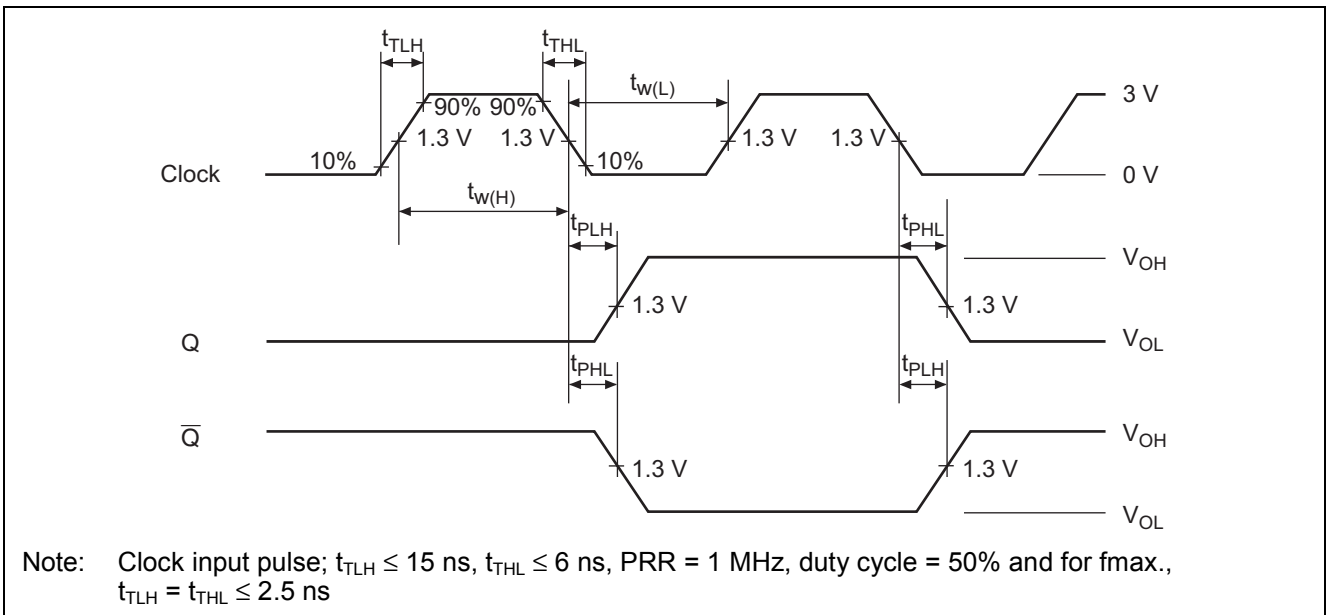 tTLH tTHL
tw(L)
90% 90% 3 V
1.3 V 1.3 V 1.3 V 1.3 V
10% 10%
Clock 0 V
tw(H)
tPLH tPHL
VOH
1.3 V 1.3 V
Q VOL
tPHL tPLH
Q̅ VOH
1.3 V 1.3 V
VOL
Note: Clock input pulse; tTLH ≤ 15 ns, tTHL ≤ 6 ns, PRR = 1 MHz, duty cycle = 50% and for fmax.,
tTLH = tTHL ≤ 2.5 ns